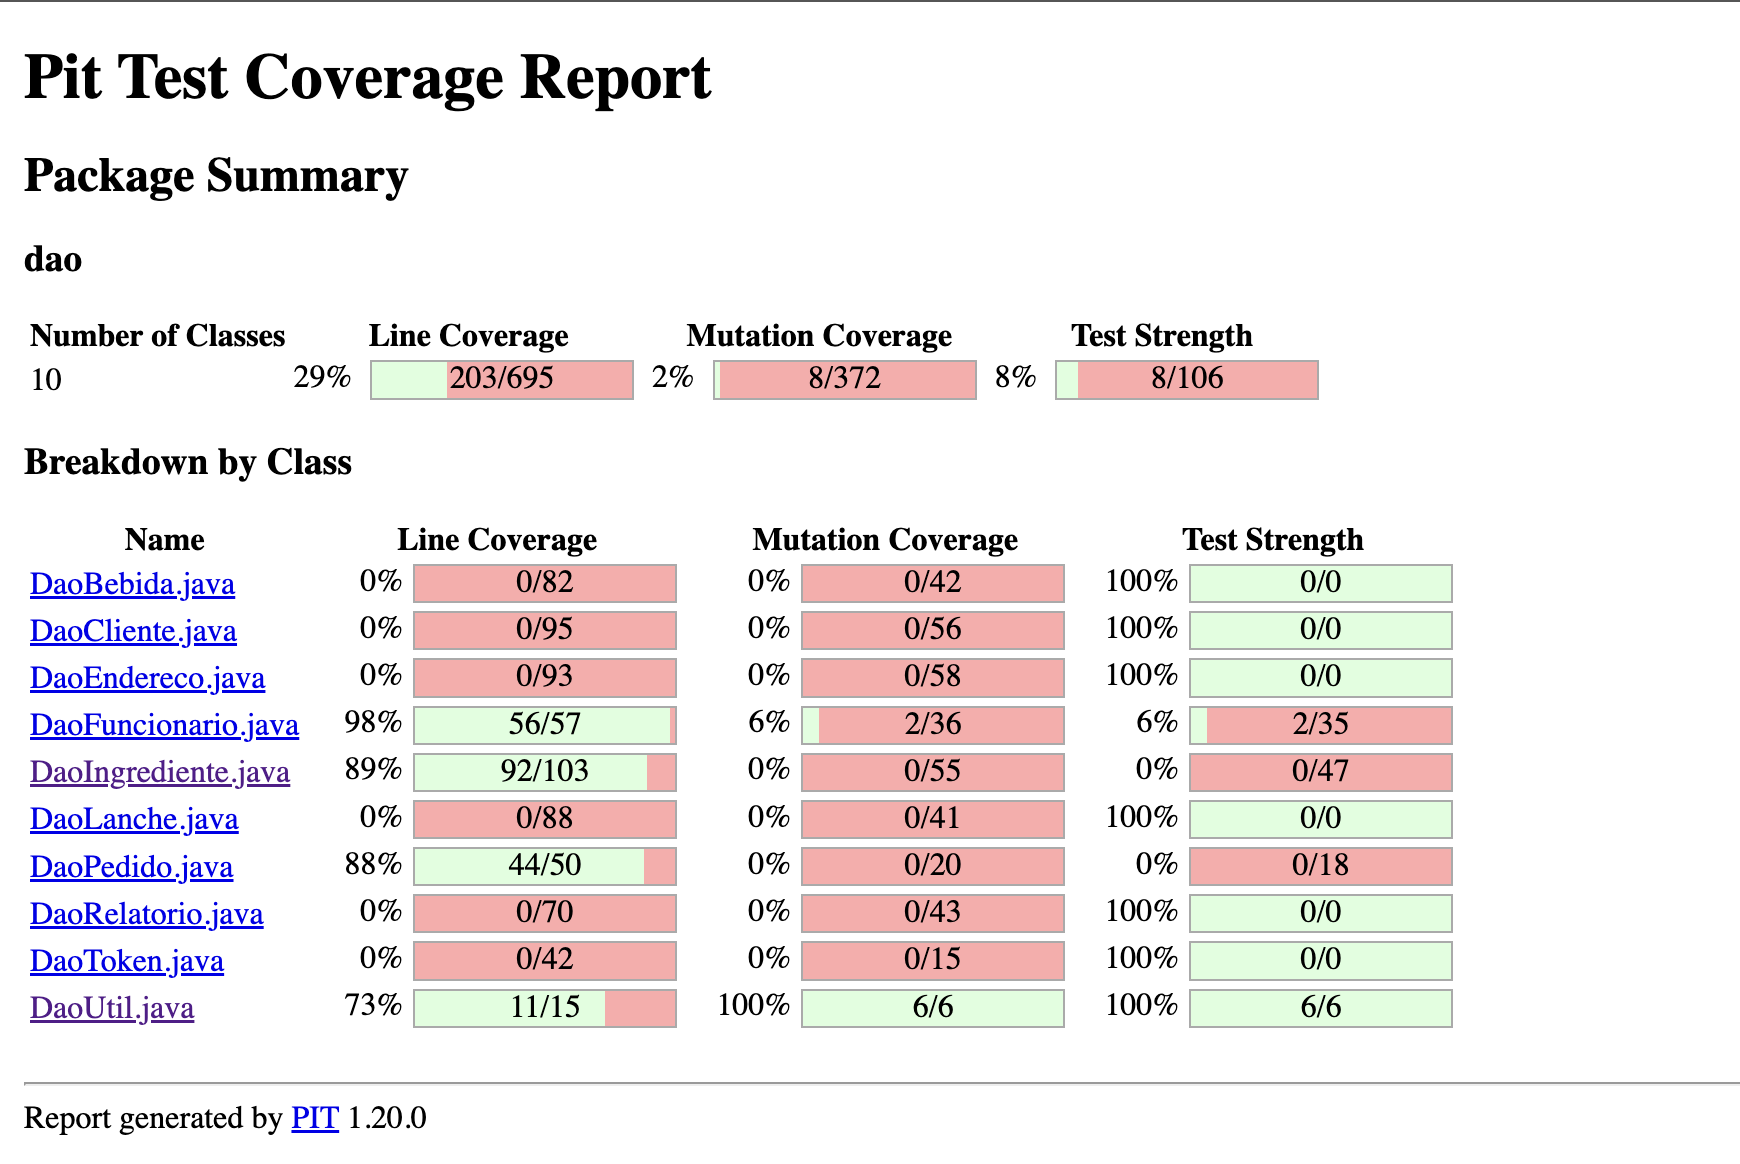 Pit Test Coverage Report
Package Summary
dao
Number of Classes Line Coverage Mutation Coverage Test Strength
10 29% 203/695 2% 8/372 8% 8/106
Breakdown by Class
Name Line Coverage Mutation Coverage Test Strength
DaoBebida.java 0% 0/82 0% 0/42 100% 0/0
DaoCliente.java 0% 0/95 0% 0/56 100% 0/0
DaoEndereco.java 0% 0/93 0% 0/58 100% 0/0
DaoFuncionario.java 98% 56/57 6% 2/36 6% 2/35
DaoIngrediente.java 89% 92/103 0% 0/55 0% 0/47
DaoLanche.java 0% 0/88 0% 0/41 100% 0/0
DaoPedido.java 88% 44/50 0% 0/20 0% 0/18
DaoRelatorio.java 0% 0/70 0% 0/43 100% 0/0
DaoToken.java 0% 0/42 0% 0/15 100% 0/0
DaoUtil.java 73% 11/15 100% 6/6 100% 6/6
Report generated by PIT 1.20.0